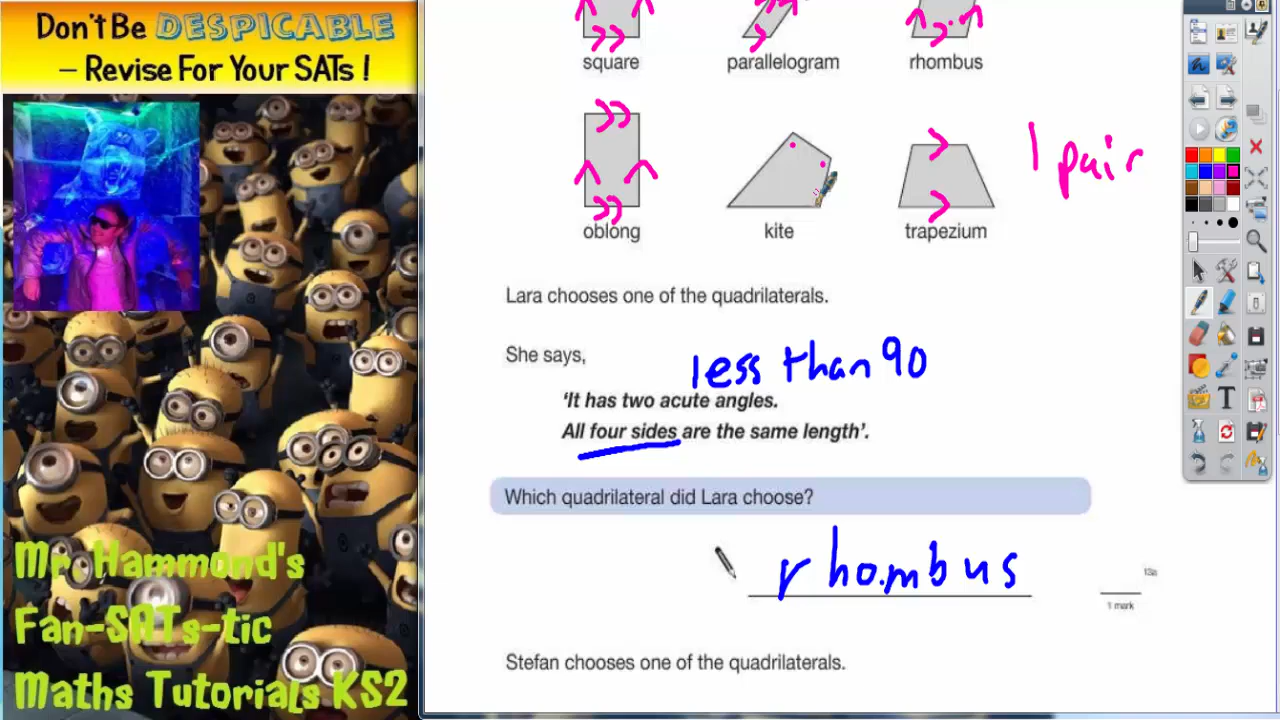 Don't Be DESPICABLE
– Revise For Your SATs !
square
parallelogram
rhombus
1 pair
oblong
kite
trapezium
Lara chooses one of the quadrilaterals.
She says,
less than 90
'It has two acute angles.
All four sides are the same length'.
Which quadrilateral did Lara choose?
rhombus
1 mark
Stefan chooses one of the quadrilaterals.
Mr. Hammond's
Fan-SATs-tic
Maths Tutorials KS2